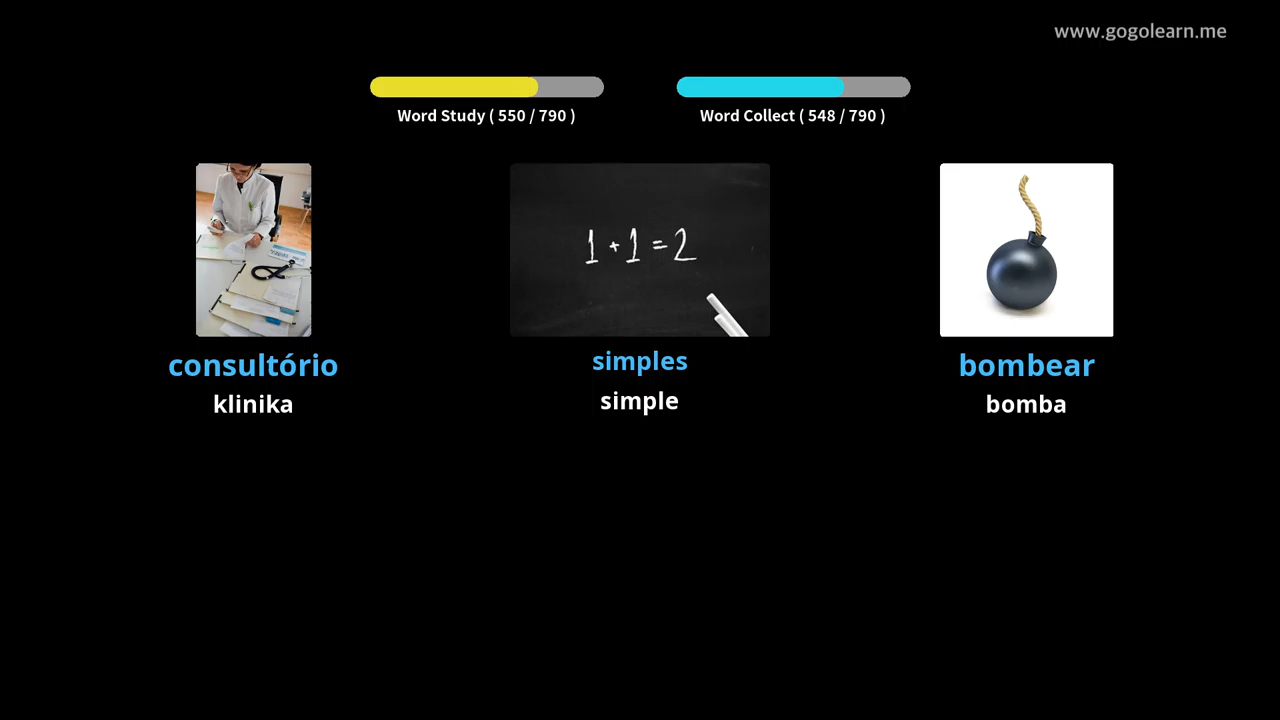 www.gogolearn.me
Word Study ( 550 / 790 )
Word Collect ( 548 / 790 )
1 + 1 = 2
consultório
simples
bombear
klinika
simple
bomba